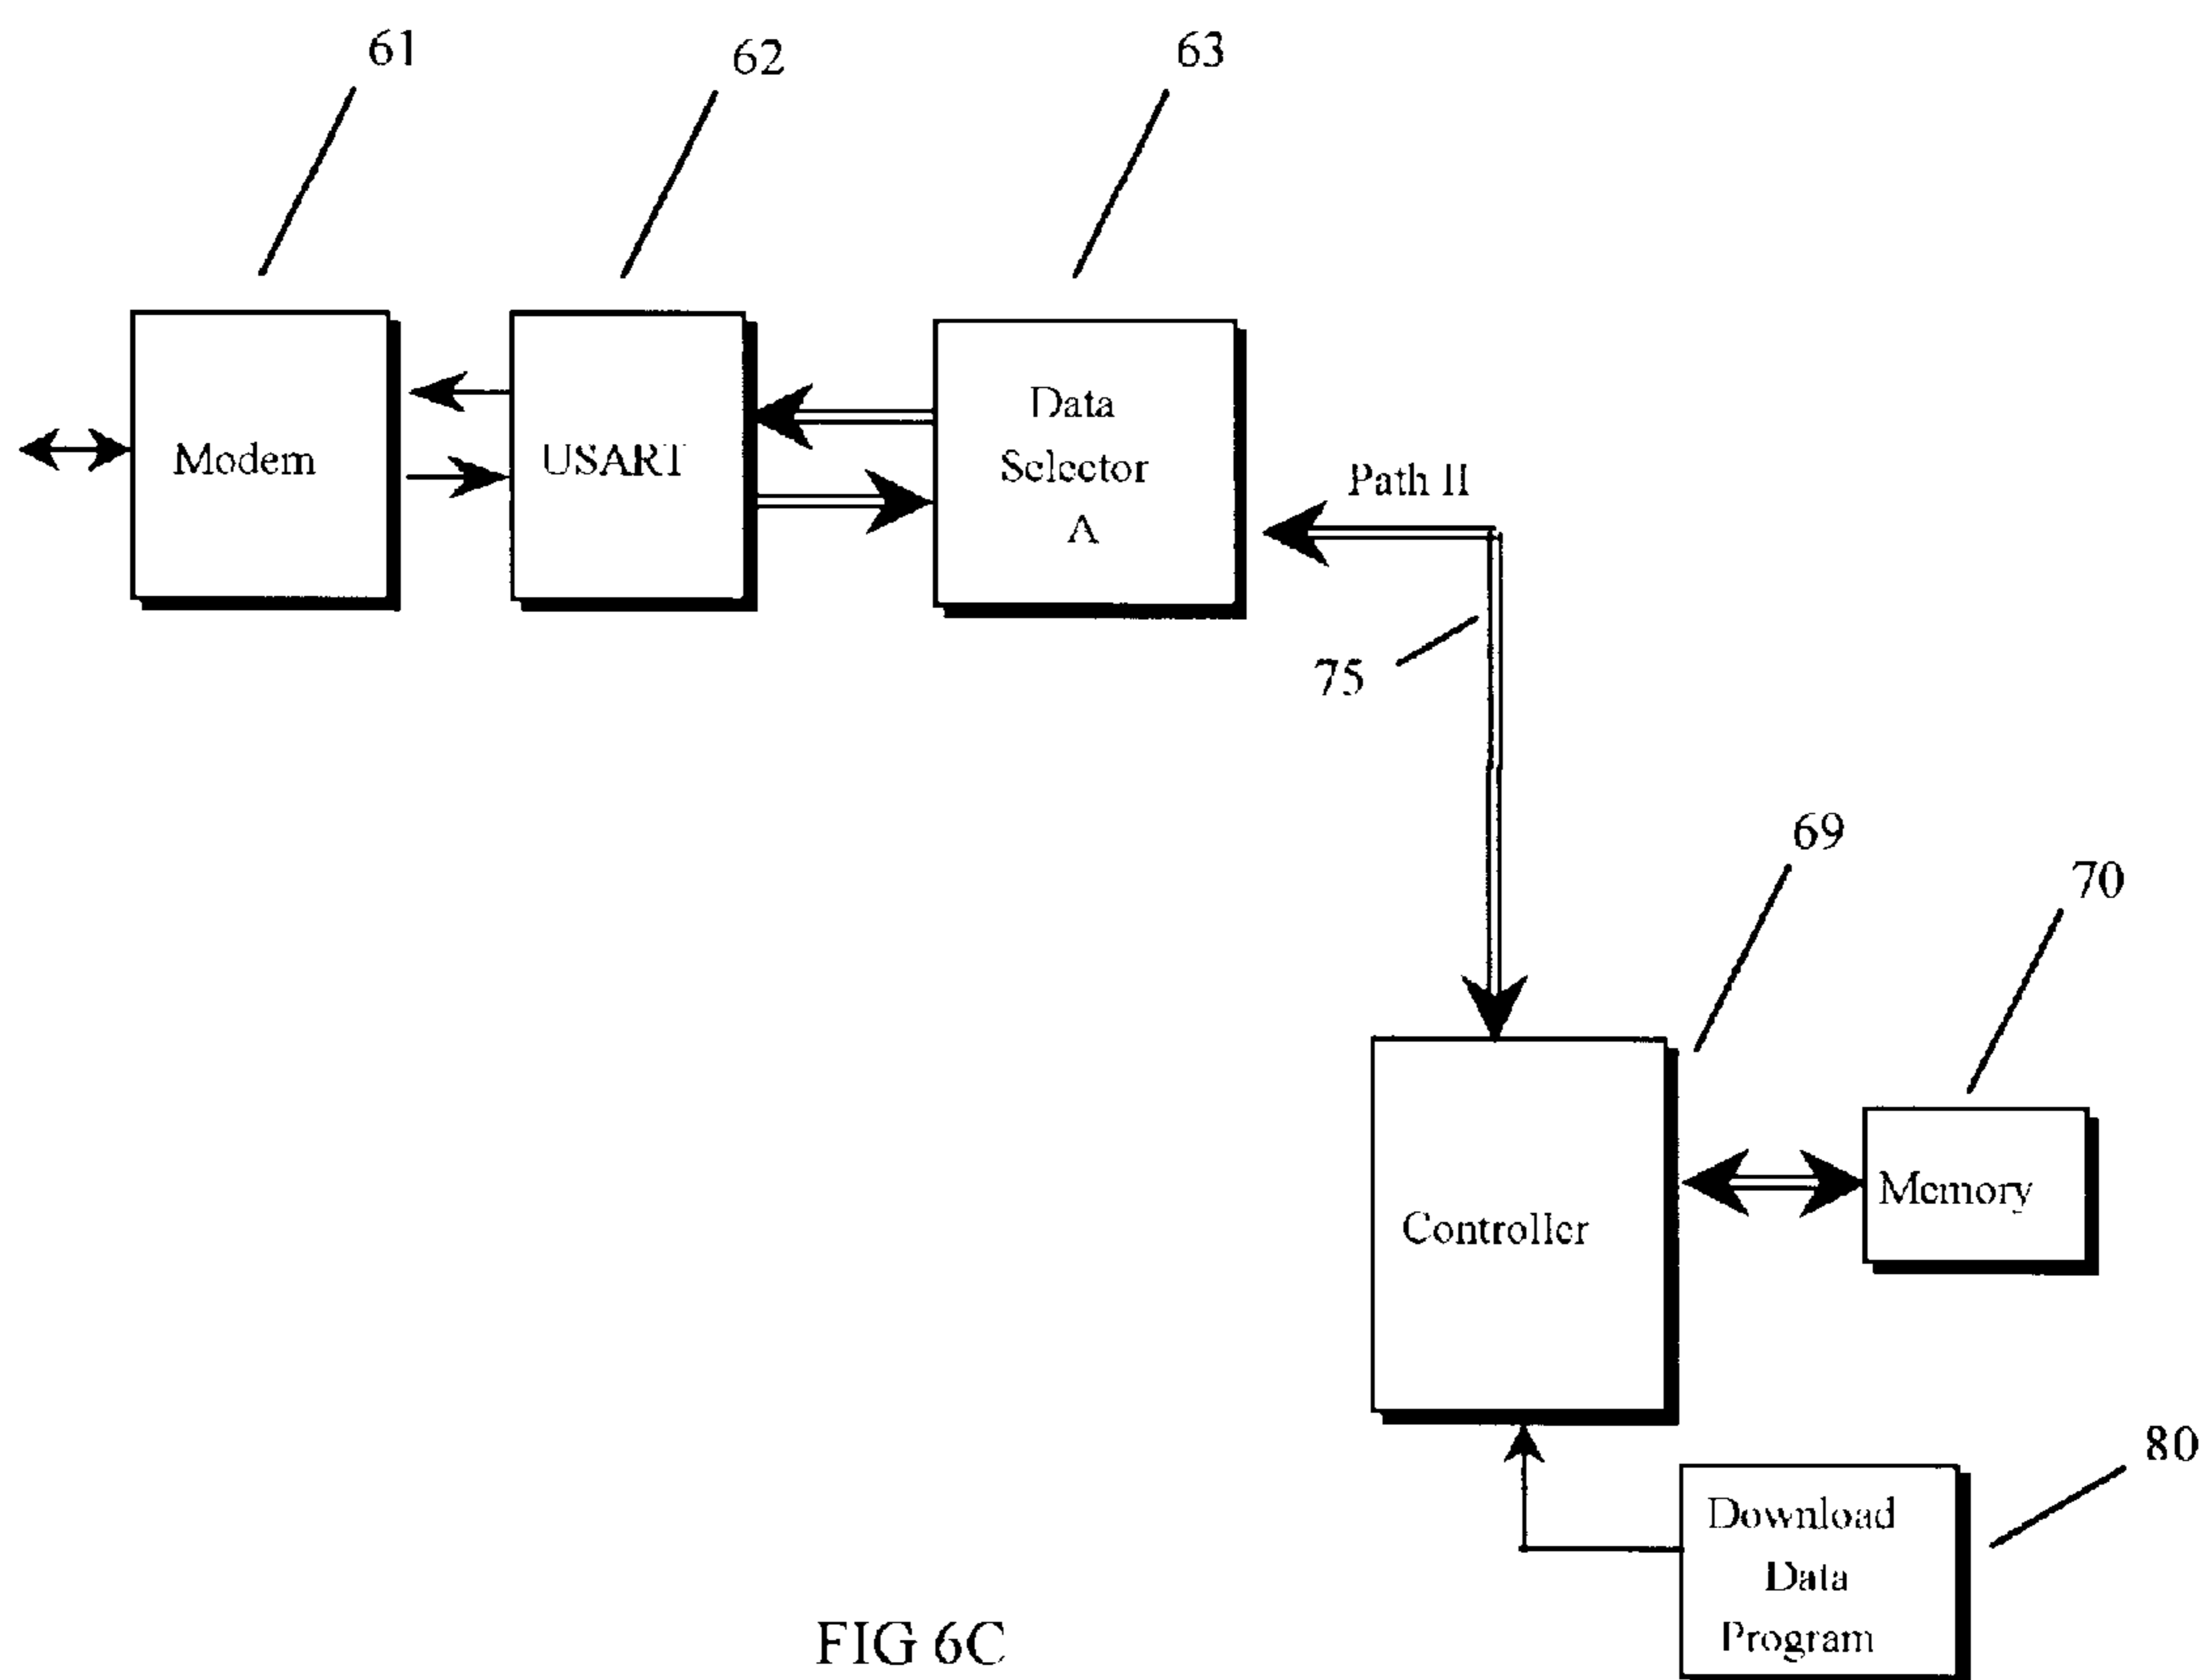 61
62
63
Modem
USART
Data
Selector
A
Path II
75
69
70
Controller
Memory
80
Download
Data
Program
FIG 6C